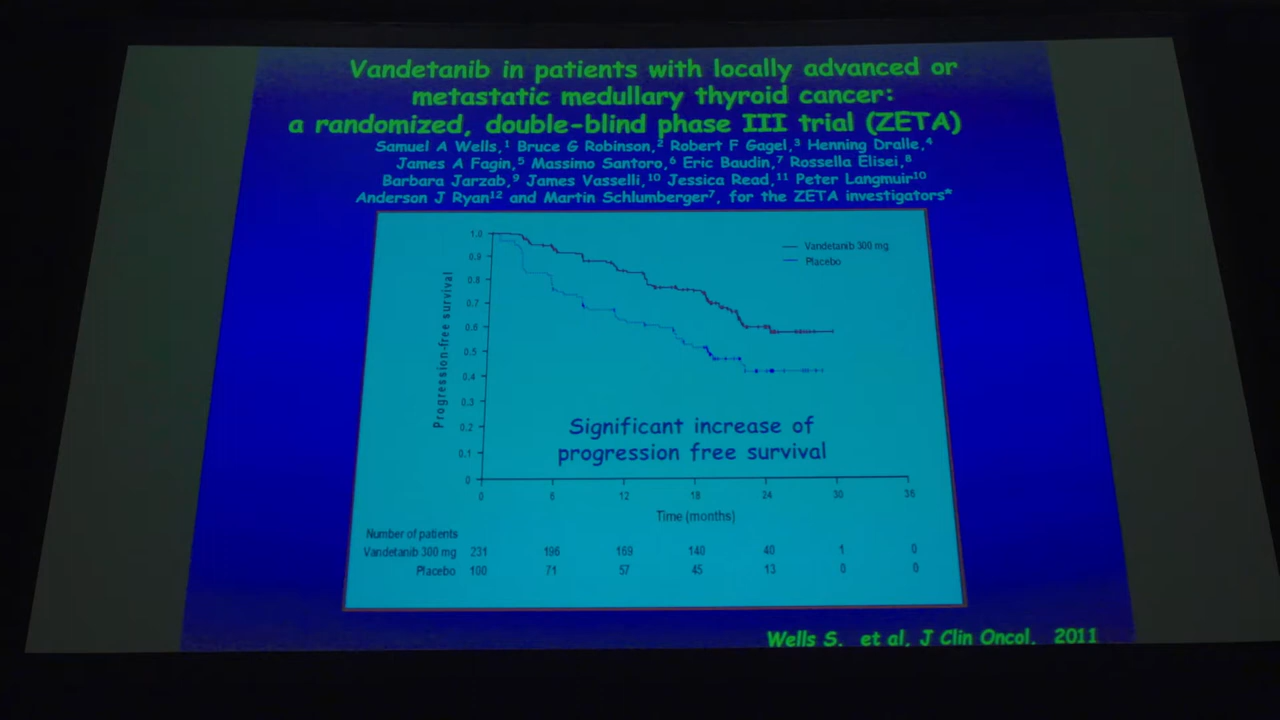 Vandetanib in patients with locally advanced or
metastatic medullary thyroid cancer:
a randomized, double-blind phase III trial (ZETA)
Samuel A Wells,¹ Bruce G Robinson,² Robert F Gagel,³ Henning Dralle,⁴
James A Fagin,⁵ Massimo Santoro,⁶ Eric Baudin,⁷ Rossella Elisei,⁸
Barbara Jarzab,⁹ James Vasselli,¹⁰ Jessica Read,¹¹ Peter Langmuir¹⁰
Anderson J Ryan¹² and Martin Schlumberger⁷, for the ZETA investigators*
Vandetanib 300 mg
Placebo
Progression-free survival
1.0
0.9
0.8
0.7
0.6
0.5
0.4
0.3
0.2
0.1
0
Significant increase of
progression free survival
0 6 12 18 24 30 36
Time (months)
Number of patients
Vandetanib 300 mg 231 196 169 140 40 1 0
Placebo 100 71 57 45 13 0 0
Wells S. et al, J Clin Oncol. 2011